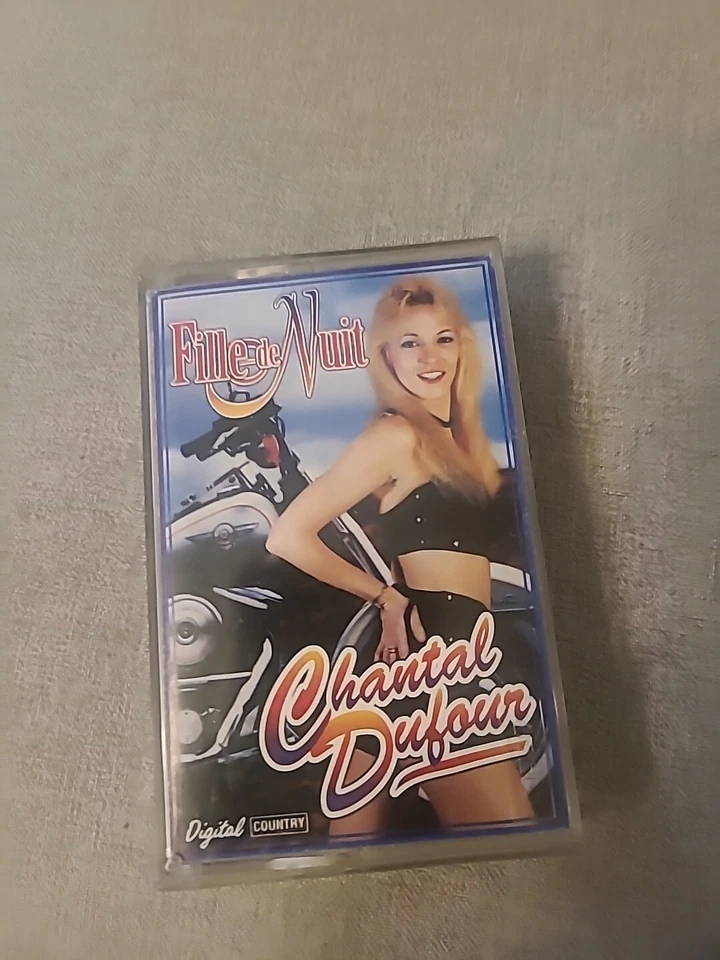 Fille de Nuit
Chantal
Dufour
Digital COUNTRY